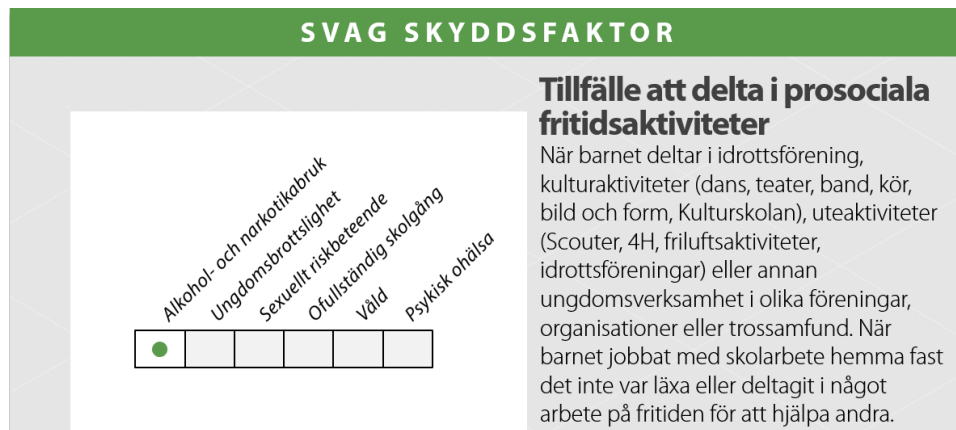 SVAG SKYDDSFAKTOR
Tillfälle att delta i prosociala
fritidsaktiviteter
När barnet deltar i idrottsförening,
kulturaktiviteter (dans, teater, band, kör,
bild och form, Kulturskolan), uteaktiviteter
(Scouter, 4H, friluftsaktiviteter,
idrottsföreningar) eller annan
ungdomsverksamhet i olika föreningar,
organisationer eller trossamfund. När
barnet jobbat med skolarbete hemma fast
det inte var läxa eller deltagit i något
arbete på fritiden för att hjälpa andra.
Alkohol- och narkotikabruk
Ungdomsbrottslighet
Sexuellt riskbeteende
Ofullständig skolgång
Våld
Psykisk ohälsa